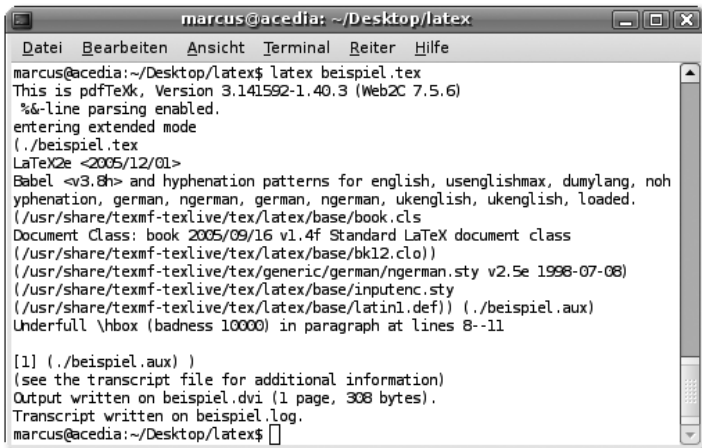 marcus@acedia: ~/Desktop/latex
Datei Bearbeiten Ansicht Terminal Reiter Hilfe
marcus@acedia:~/Desktop/latex$ latex beispiel.tex
This is pdfTeXk, Version 3.141592-1.40.3 (Web2C 7.5.6)
 %&-line parsing enabled.
entering extended mode
(./beispiel.tex
LaTeX2e <2005/12/01>
Babel <v3.8h> and hyphenation patterns for english, usenglishmax, dumylang, noh
yphenation, german, ngerman, german, ngerman, ukenglish, ukenglish, loaded.
(/usr/share/texmf-texlive/tex/latex/base/book.cls
Document Class: book 2005/09/16 v1.4f Standard LaTeX document class
(/usr/share/texmf-texlive/tex/latex/base/bk12.clo))
(/usr/share/texmf-texlive/tex/generic/german/ngerman.sty v2.5e 1998-07-08)
(/usr/share/texmf-texlive/tex/latex/base/inputenc.sty
(/usr/share/texmf-texlive/tex/latex/base/latin1.def)) (./beispiel.aux)
Underfull \hbox (badness 10000) in paragraph at lines 8--11
[1] (./beispiel.aux) )
(see the transcript file for additional information)
Output written on beispiel.dvi (1 page, 308 bytes).
Transcript written on beispiel.log.
marcus@acedia:~/Desktop/latex$